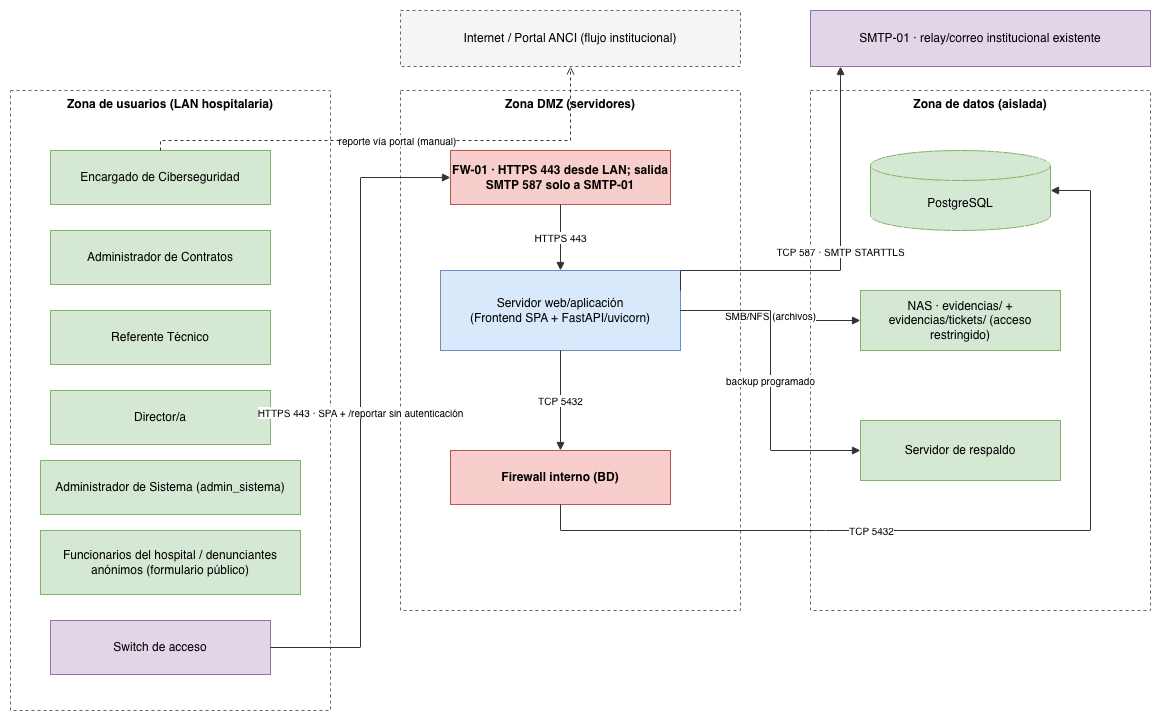 Internet / Portal ANCI (flujo institucional)
SMTP-01 · relay/correo institucional existente
Zona de usuarios (LAN hospitalaria)
Zona DMZ (servidores)
Zona de datos (aislada)
reporte vía portal (manual)
Encargado de Ciberseguridad
FW-01 · HTTPS 443 desde LAN; salida
SMTP 587 solo a SMTP-01
PostgreSQL
HTTPS 443
Administrador de Contratos
TCP 587 · SMTP STARTTLS
Servidor web/aplicación
(Frontend SPA + FastAPI/uvicorn)
SMB/NFS (archivos)
NAS · evidencias/ +
evidencias/tickets/ (acceso
restringido)
Referente Técnico
backup programado
TCP 5432
Director/a
HTTPS 443 · SPA + /reportar sin autenticación
Servidor de respaldo
Firewall interno (BD)
Administrador de Sistema (admin_sistema)
TCP 5432
Funcionarios del hospital / denunciantes
anónimos (formulario público)
Switch de acceso